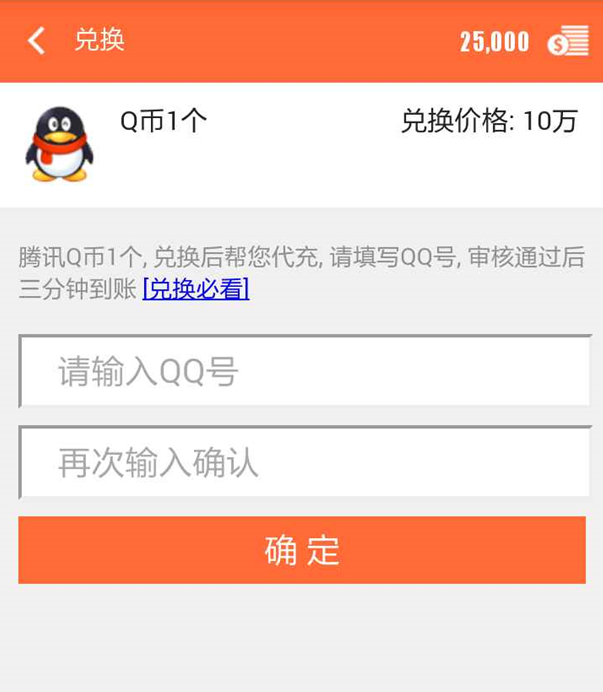 兑换
25,000
Q币1个
兑换价格: 10万
腾讯Q币1个, 兑换后帮您代充, 请填写QQ号, 审核通过后
三分钟到账 [兑换必看]
请输入QQ号
再次输入确认
确 定